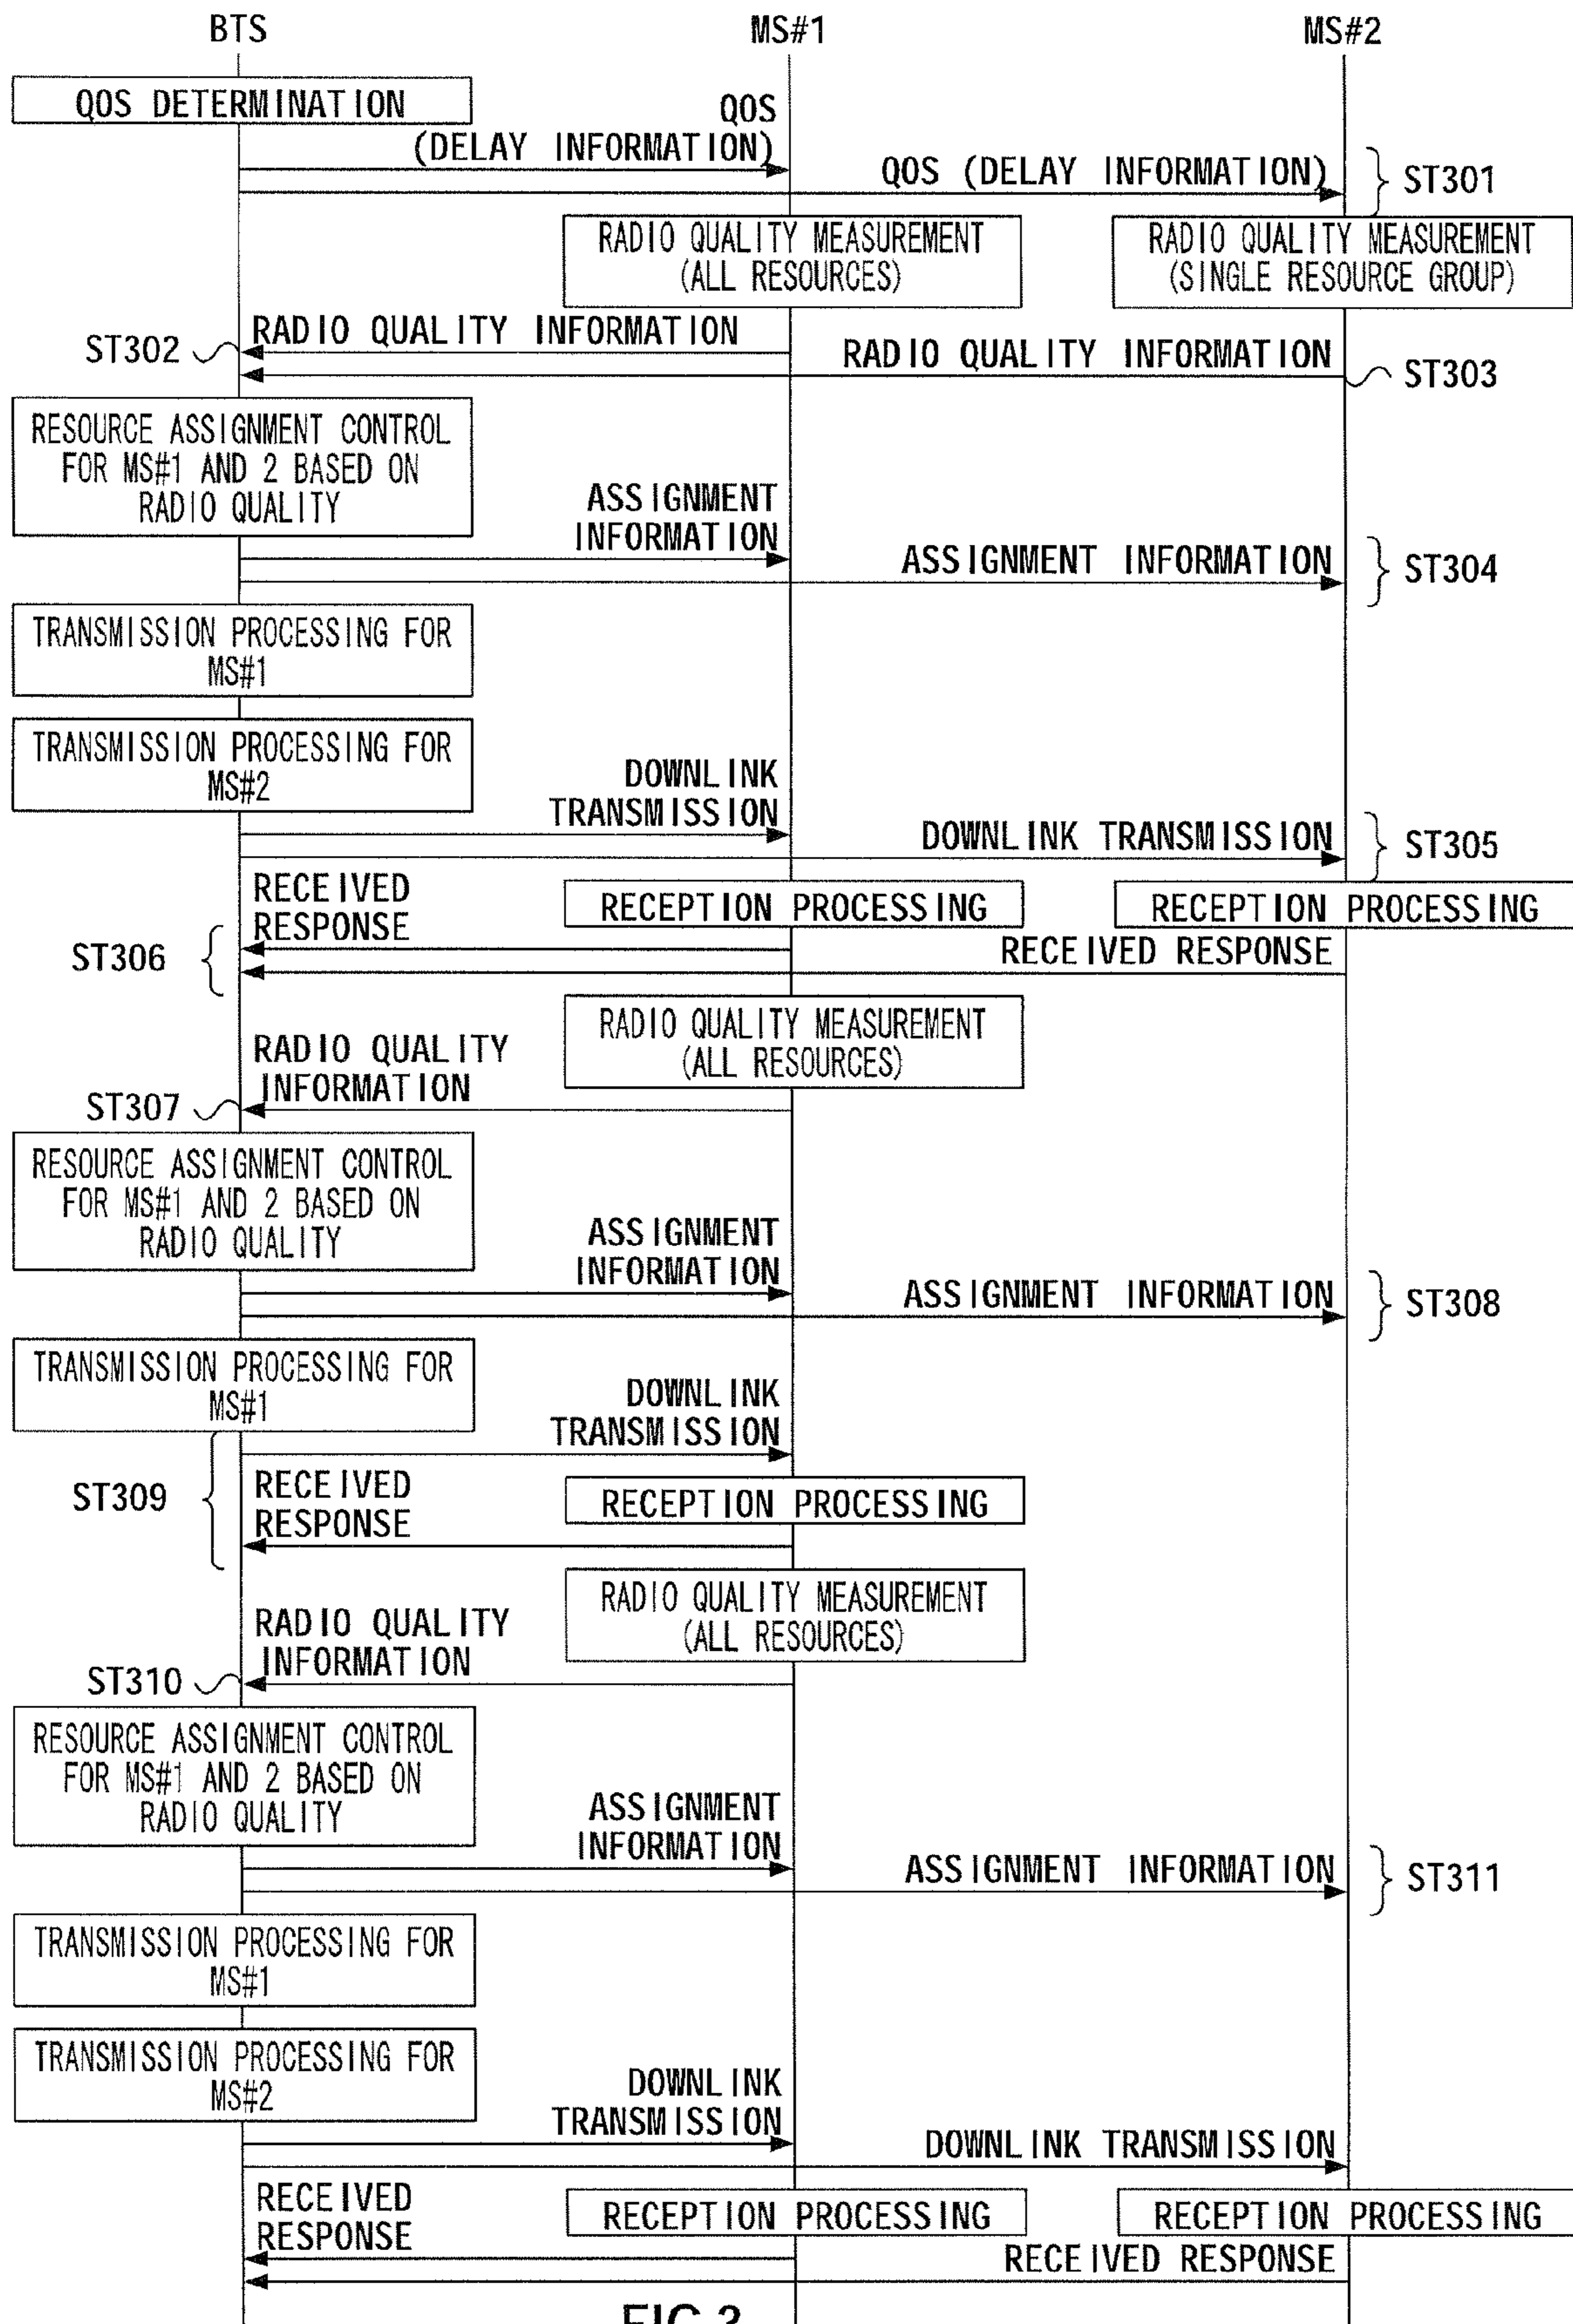 BTS
MS#1
MS#2
QOS DETERMINATION
QOS
(DELAY INFORMATION)
QOS (DELAY INFORMATION)
ST301
RADIO QUALITY MEASUREMENT
(ALL RESOURCES)
RADIO QUALITY MEASUREMENT
(SINGLE RESOURCE GROUP)
ST302
RADIO QUALITY INFORMATION
RADIO QUALITY INFORMATION
ST303
RESOURCE ASSIGNMENT CONTROL
FOR MS#1 AND 2 BASED ON
RADIO QUALITY
ASSIGNMENT
INFORMATION
ASSIGNMENT INFORMATION
ST304
TRANSMISSION PROCESSING FOR
MS#1
TRANSMISSION PROCESSING FOR
MS#2
DOWNLINK
TRANSMISSION
DOWNLINK TRANSMISSION
ST305
RECEIVED
RESPONSE
RECEPTION PROCESSING
RECEPTION PROCESSING
ST306
RECEIVED RESPONSE
RADIO QUALITY MEASUREMENT
(ALL RESOURCES)
RADIO QUALITY
INFORMATION
ST307
RESOURCE ASSIGNMENT CONTROL
FOR MS#1 AND 2 BASED ON
RADIO QUALITY
ASSIGNMENT
INFORMATION
ASSIGNMENT INFORMATION
ST308
TRANSMISSION PROCESSING FOR
MS#1
DOWNLINK
TRANSMISSION
ST309
RECEIVED
RESPONSE
RECEPTION PROCESSING
RADIO QUALITY MEASUREMENT
(ALL RESOURCES)
RADIO QUALITY
INFORMATION
ST310
RESOURCE ASSIGNMENT CONTROL
FOR MS#1 AND 2 BASED ON
RADIO QUALITY
ASSIGNMENT
INFORMATION
ASSIGNMENT INFORMATION
ST311
TRANSMISSION PROCESSING FOR
MS#1
TRANSMISSION PROCESSING FOR
MS#2
DOWNLINK
TRANSMISSION
DOWNLINK TRANSMISSION
RECEIVED
RESPONSE
RECEPTION PROCESSING
RECEPTION PROCESSING
RECEIVED RESPONSE